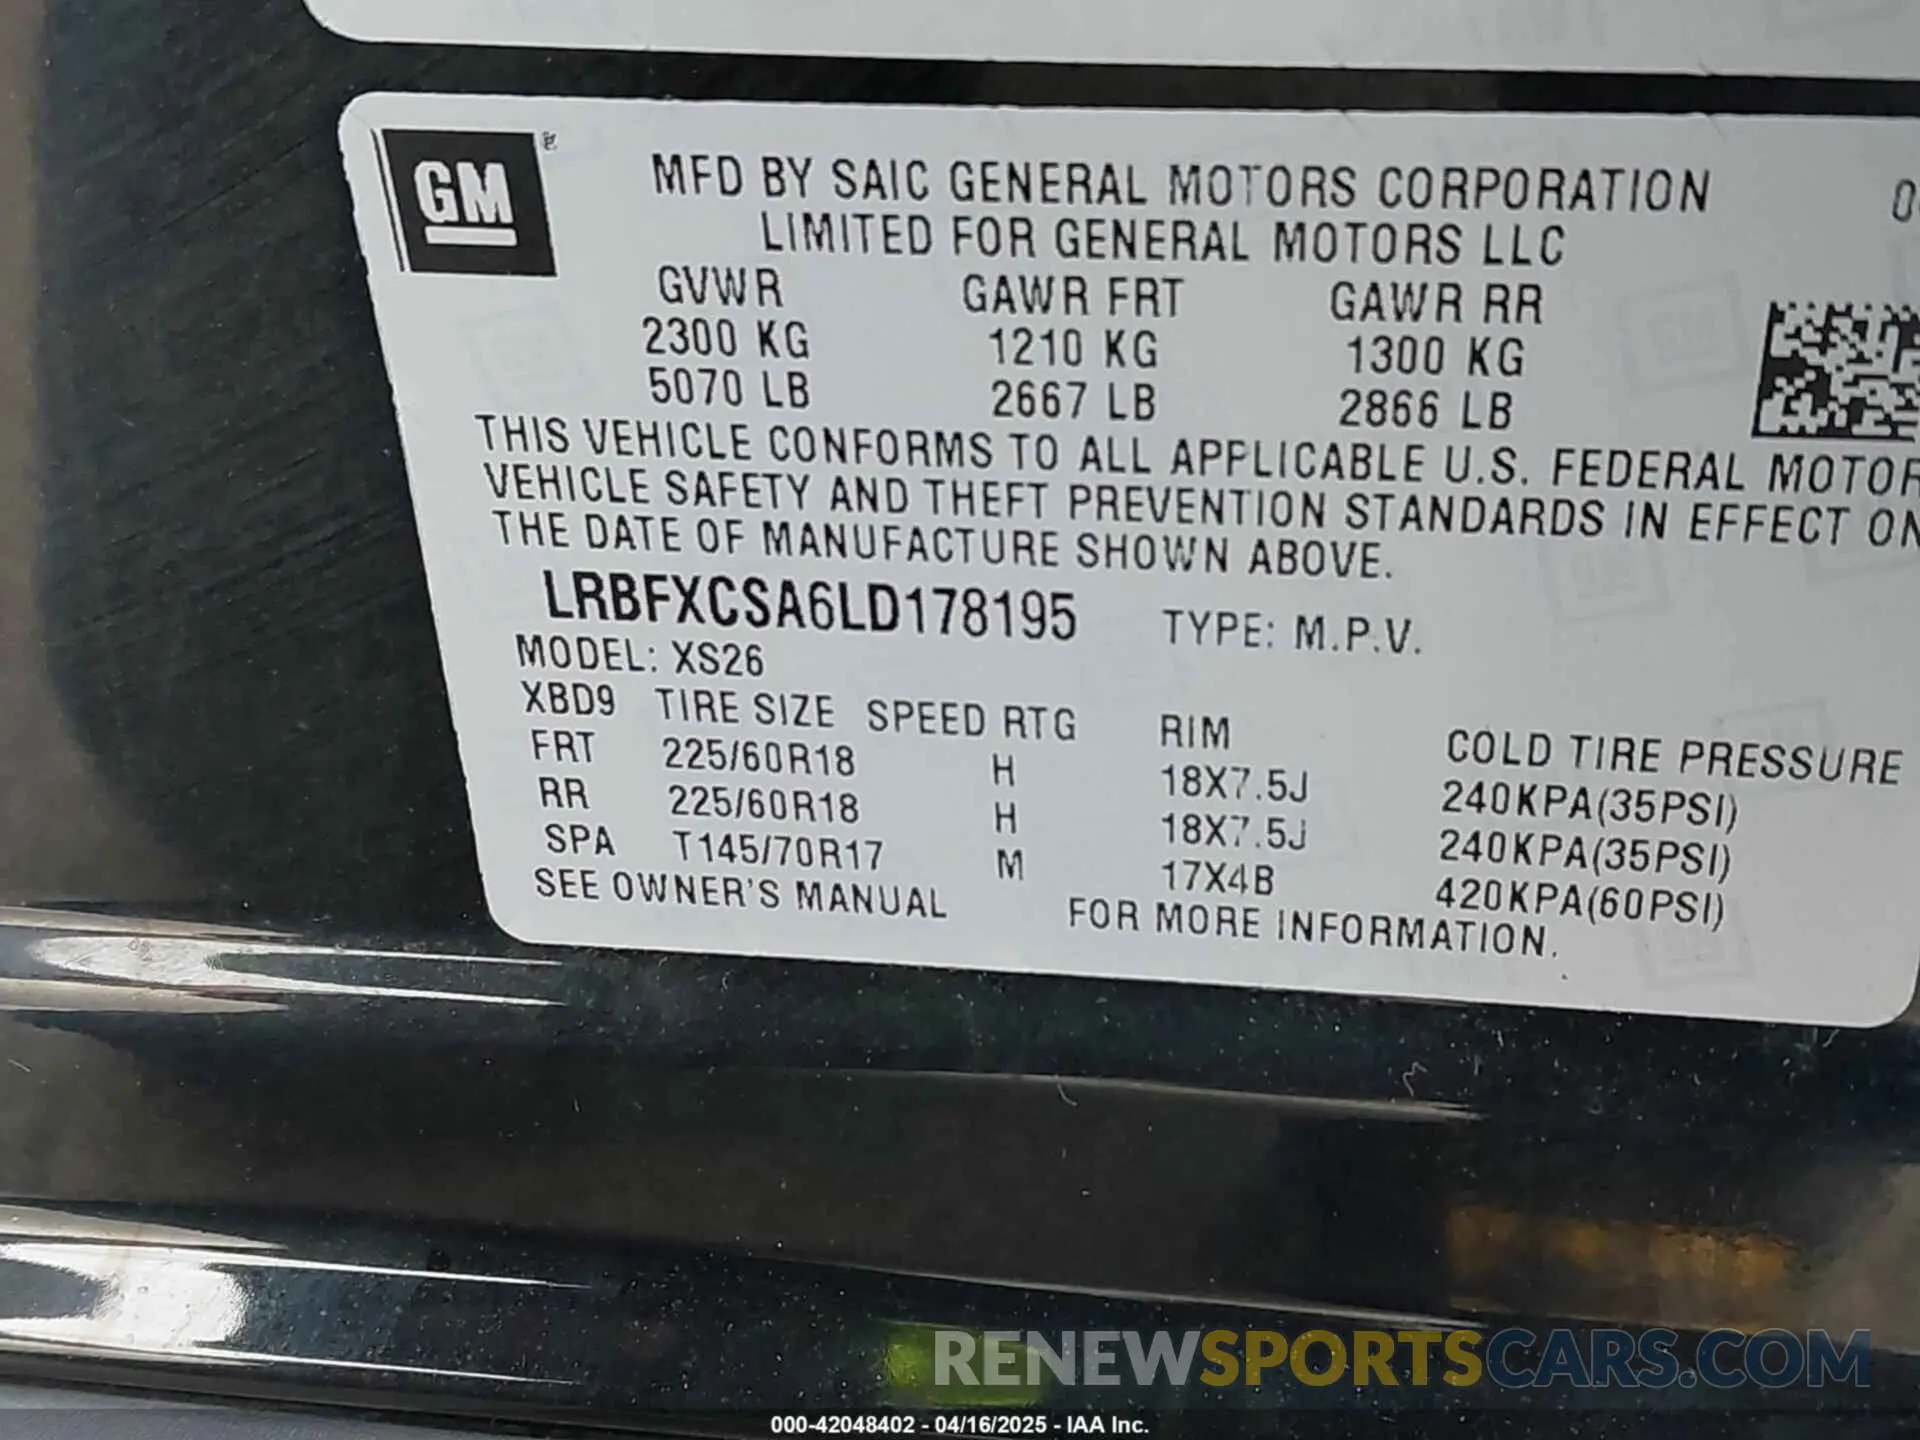 GM
MFD BY SAIC GENERAL MOTORS CORPORATION
LIMITED FOR GENERAL MOTORS LLC
GVWR GAWR FRT GAWR RR
2300 KG 1210 KG 1300 KG
5070 LB 2667 LB 2866 LB
THIS VEHICLE CONFORMS TO ALL APPLICABLE U.S. FEDERAL MOTOR
VEHICLE SAFETY AND THEFT PREVENTION STANDARDS IN EFFECT ON
THE DATE OF MANUFACTURE SHOWN ABOVE.
LRBFXCSA6LD178195 TYPE: M.P.V.
MODEL: XS26
XBD9 TIRE SIZE SPEED RTG RIM COLD TIRE PRESSURE
FRT 225/60R18 H 18X7.5J 240KPA(35PSI)
RR 225/60R18 H 18X7.5J 240KPA(35PSI)
SPA T145/70R17 M 17X4B 420KPA(60PSI)
SEE OWNER'S MANUAL FOR MORE INFORMATION.
RENEWSPORTSCARS.COM
000-42048402 - 04/16/2025 - IAA Inc.